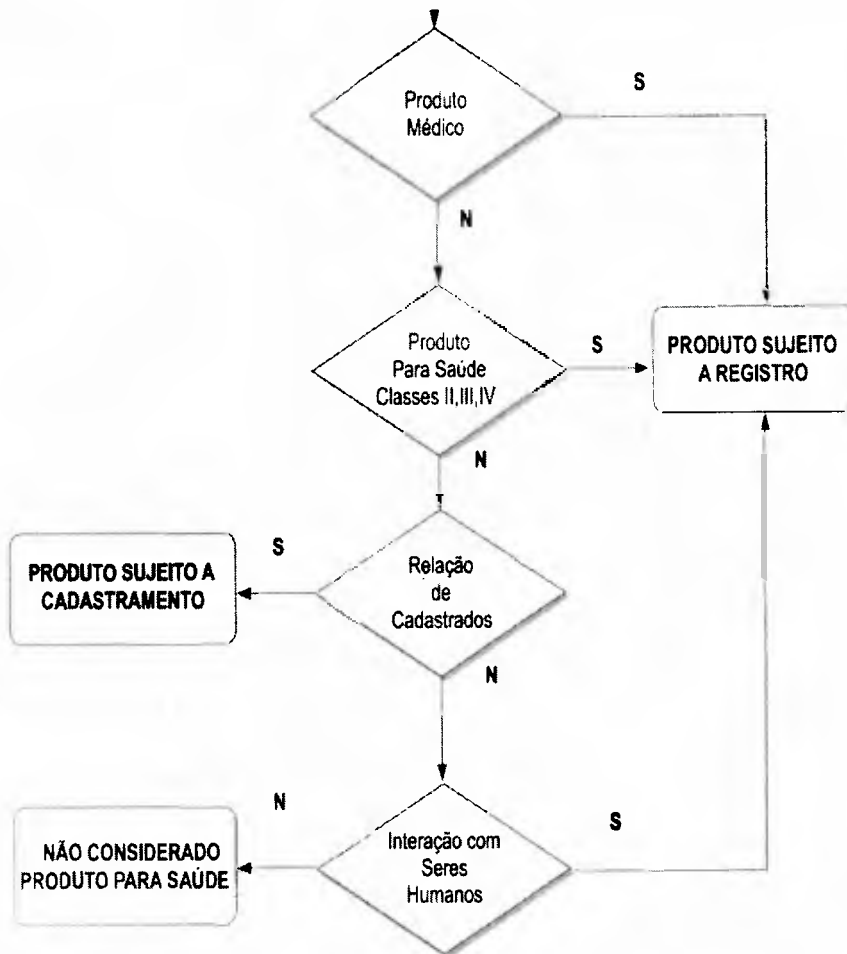 Produto
Médico
S
N
Produto
Para Saúde
Classes II,III,IV
S
PRODUTO SUJEITO
A REGISTRO
N
Relação
de
Cadastrados
S
PRODUTO SUJEITO A
CADASTRAMENTO
N
Interação com
Seres
Humanos
N
S
NÃO CONSIDERADO
PRODUTO PARA SAÚDE